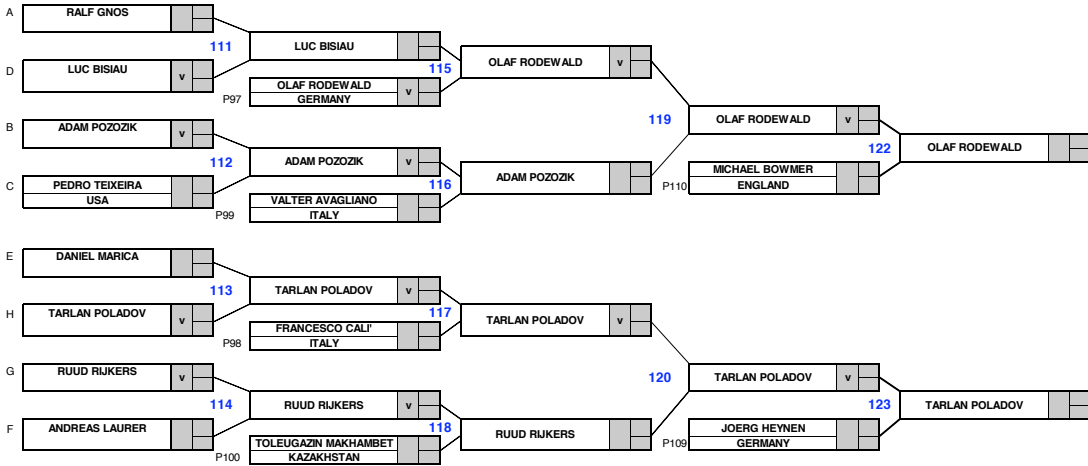 A
RALF GNOS
111
LUC BISIAU
115
OLAF RODEWALD v
D
LUC BISIAU v
P97
OLAF RODEWALD
GERMANY
v
119
OLAF RODEWALD v
122
OLAF RODEWALD
B
ADAM POZOZIK v
112
ADAM POZOZIK v
116
ADAM POZOZIK
P110
MICHAEL BOWMER
ENGLAND
C
PEDRO TEIXEIRA
USA
P99
VALTER AVAGLIANO
ITALY
E
DANIEL MARICA
113
TARLAN POLADOV v
117
TARLAN POLADOV v
H
TARLAN POLADOV v
P98
FRANCESCO CALI'
ITALY
G
RUUD RIJKERS v
120
TARLAN POLADOV v
123
TARLAN POLADOV
114
RUUD RIJKERS v
118
RUUD RIJKERS
F
ANDREAS LAURER
P100
TOLEUGAZIN MAKHAMBET
KAZAKHSTAN
P109
JOERG HEYNEN
GERMANY